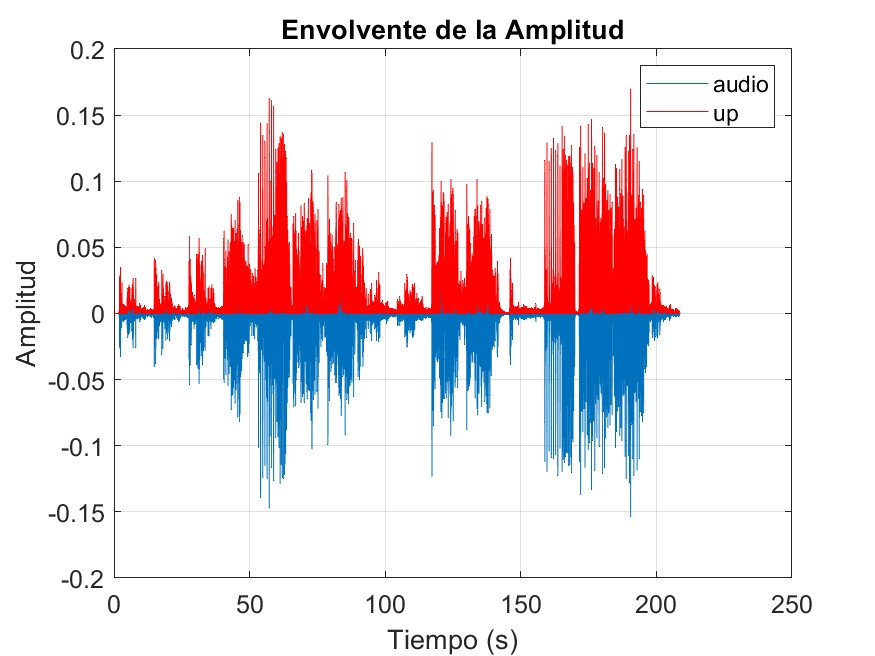 Envolvente de la Amplitud
audio
up
0.2
0.15
0.1
0.05
0
-0.05
-0.1
-0.15
-0.2
Amplitud
0 50 100 150 200 250
Tiempo (s)